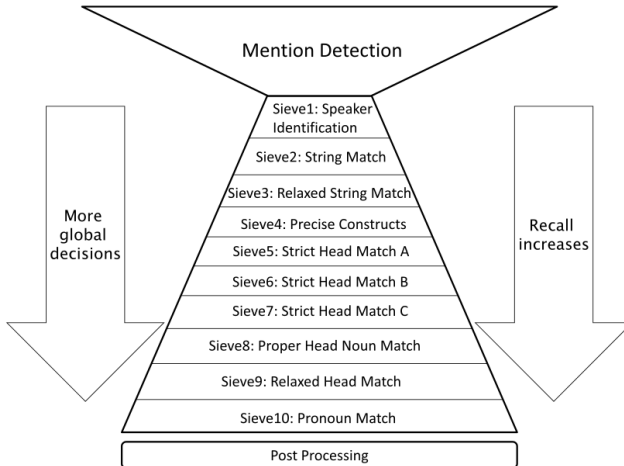 Mention Detection
Sieve1: Speaker
Identification
Sieve2: String Match
Sieve3: Relaxed String Match
Sieve4: Precise Constructs
Sieve5: Strict Head Match A
Sieve6: Strict Head Match B
Sieve7: Strict Head Match C
Sieve8: Proper Head Noun Match
Sieve9: Relaxed Head Match
Sieve10: Pronoun Match
Post Processing
More
global
decisions
Recall
increases